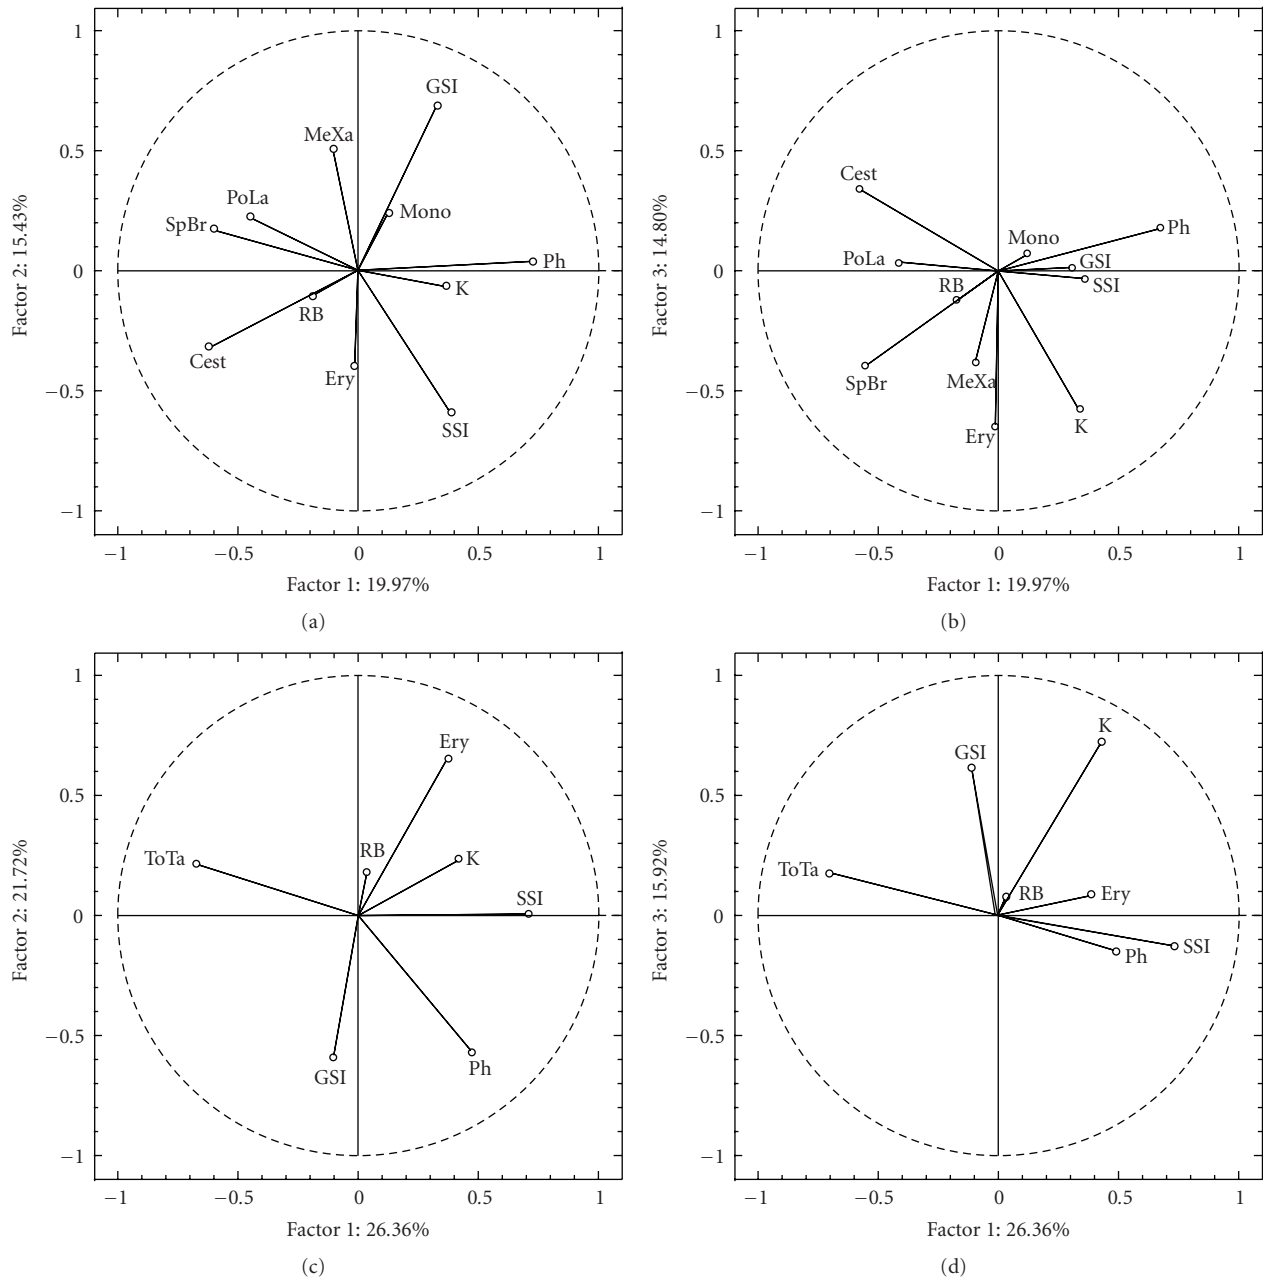 1
0.5
0
−0.5
−1
−1
−0.5
0
0.5
1
Factor 2: 15.43%
GSI
MeXa
PoLa
SpBr
Mono
Ph
K
RB
Cest
Ery
SSI
Factor 1: 19.97%
(a)
1
0.5
0
−0.5
−1
−1
−0.5
0
0.5
1
Factor 3: 14.80%
Cest
Ph
Mono
PoLa
GSI
RB
SSI
SpBr
MeXa
K
Ery
Factor 1: 19.97%
(b)
1
0.5
0
−0.5
−1
−1
−0.5
0
0.5
1
Factor 2: 21.72%
Ery
RB
ToTa
K
SSI
GSI
Ph
Factor 1: 26.36%
(c)
1
0.5
0
−0.5
−1
−1
−0.5
0
0.5
1
Factor 3: 15.92%
K
GSI
ToTa
RB
Ery
SSI
Ph
Factor 1: 26.36%
(d)